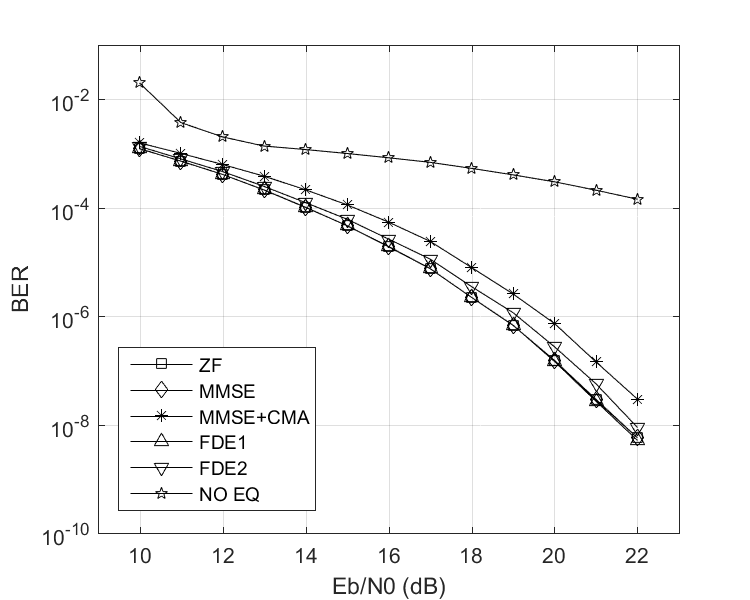 10^-2
10^-4
10^-6
10^-8
10^-10
BER
ZF
MMSE
MMSE+CMA
FDE1
FDE2
NO EQ
10 12 14 16 18 20 22
Eb/N0 (dB)